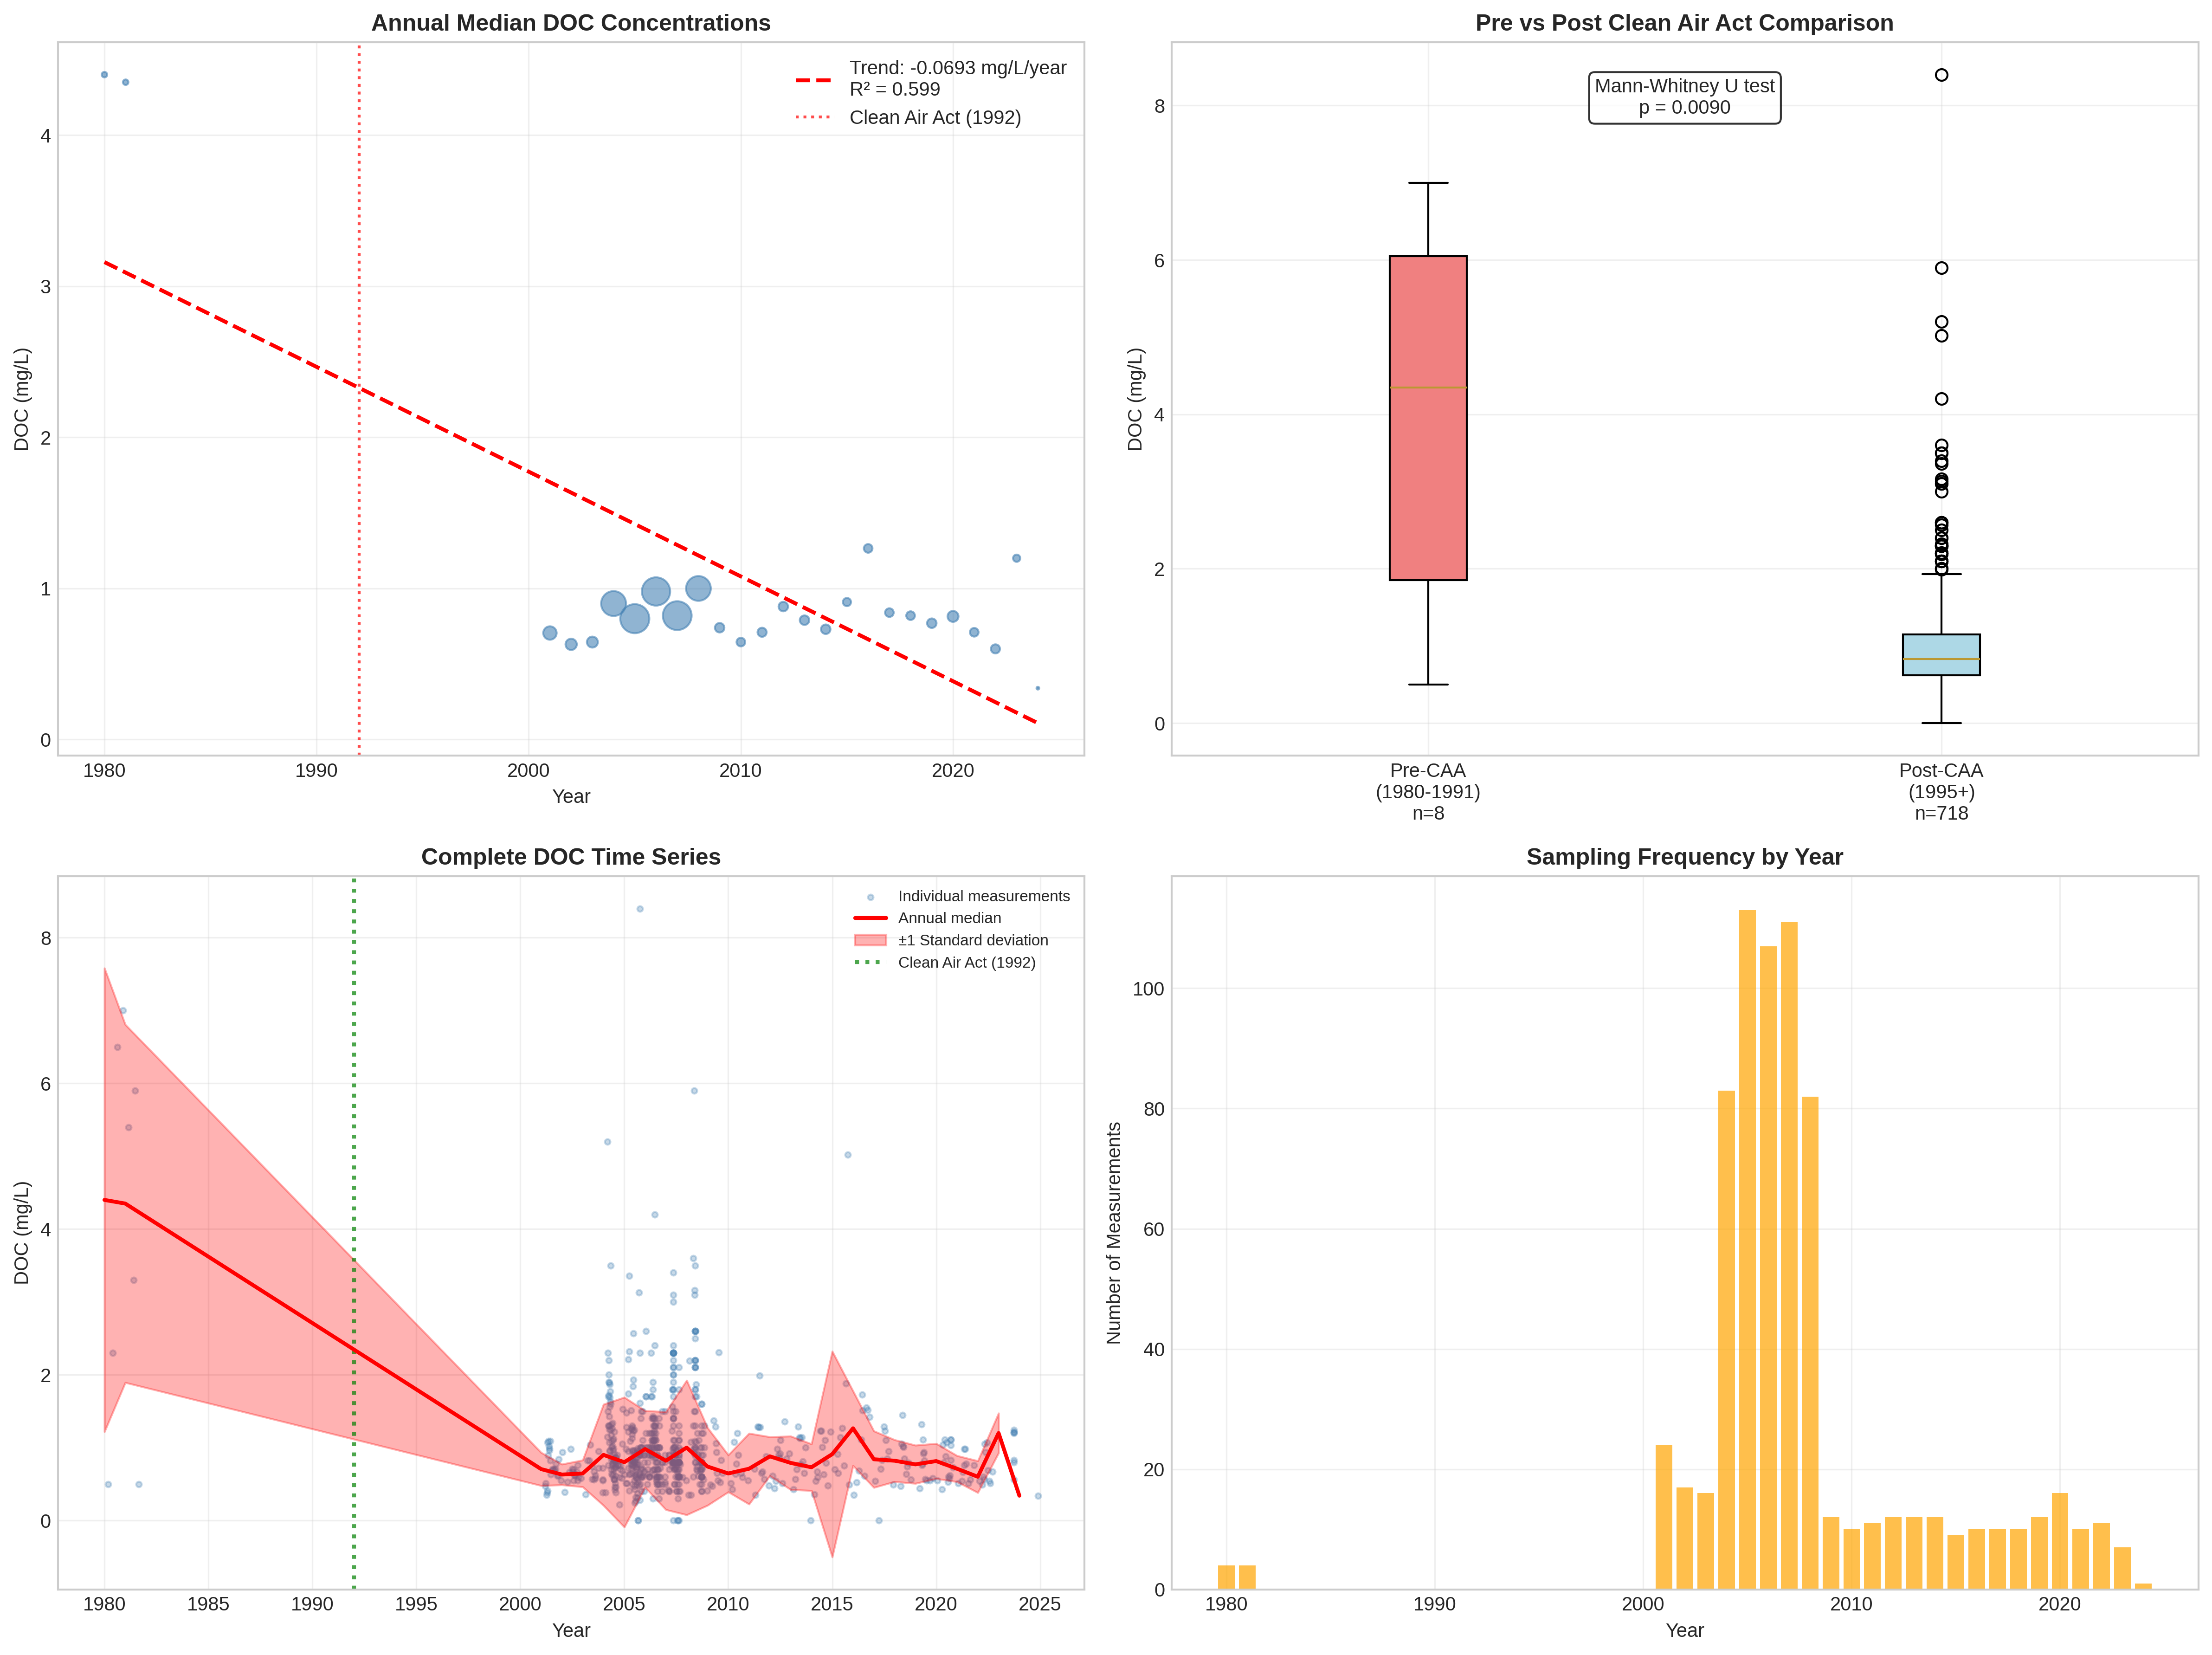 Annual Median DOC Concentrations
DOC (mg/L)
4
3
2
1
0
1980 1990 2000 2010 2020
Year
Trend: -0.0693 mg/L/year
R² = 0.599
Clean Air Act (1992)
Pre vs Post Clean Air Act Comparison
DOC (mg/L)
8
6
4
2
0
Mann-Whitney U test
p = 0.0090
Pre-CAA
(1980-1991)
n=8
Post-CAA
(1995+)
n=718
Complete DOC Time Series
DOC (mg/L)
8
6
4
2
0
1980 1985 1990 1995 2000 2005 2010 2015 2020 2025
Year
Individual measurements
Annual median
±1 Standard deviation
Clean Air Act (1992)
Sampling Frequency by Year
Number of Measurements
100
80
60
40
20
0
1980 1990 2000 2010 2020
Year